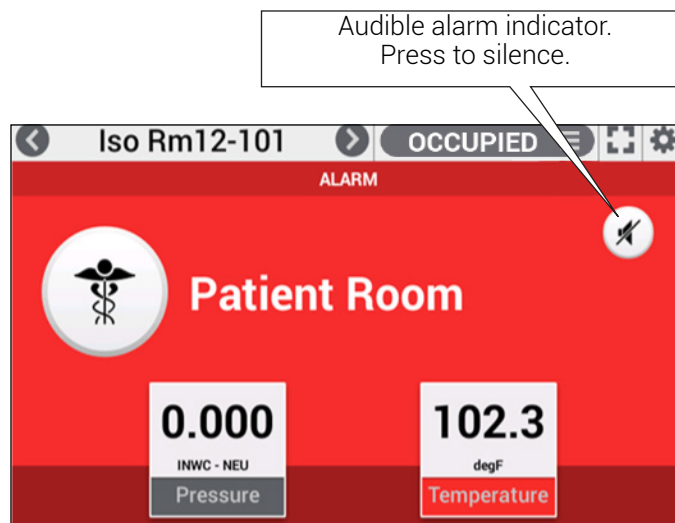 Audible alarm indicator.
Press to silence.
Iso Rm12-101
OCCUPIED
ALARM
Patient Room
0.000
INWC - NEU
Pressure
102.3
degF
Temperature